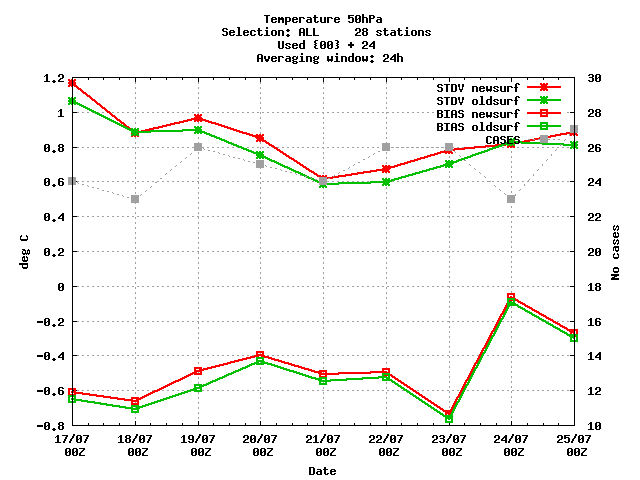 Temperature 50hPa
Selection: ALL 28 stations
Used {00} + 24
Averaging window: 24h
STDV newsurf
STDV oldsurf
BIAS newsurf
BIAS oldsurf
CASES
1.2
1
0.8
0.6
0.4
0.2
0
-0.2
-0.4
-0.6
-0.8
deg C
30
28
26
24
22
20
18
16
14
12
10
No cases
17/07 18/07 19/07 20/07 21/07 22/07 23/07 24/07 25/07
00Z 00Z 00Z 00Z 00Z 00Z 00Z 00Z 00Z
Date